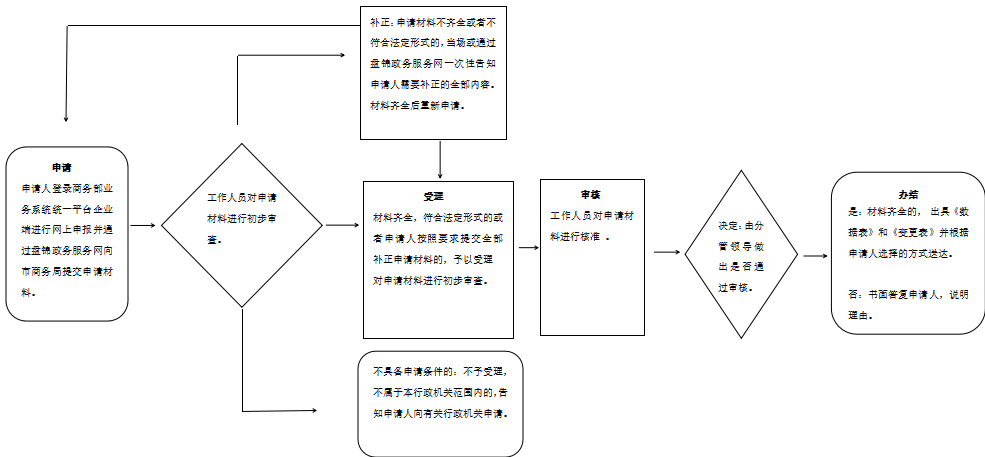 补正：申请材料不齐全或者不
符合法定形式的，当场或通过
盘锦政务服务网一次性告知
申请人需要补正的全部内容。
材料齐全后重新申请。
申请
申请人登录商务部业
务系统统一平台企业
端进行网上申报并通
过盘锦政务服务网向
市商务局提交申请材
料。
工作人员对申请
材料进行初步审
查。
受理
材料齐全，符合法定形式的或
者申请人按照要求提交全部
补正申请材料的，予以受理
对申请材料进行初步审查。
审核
工作人员对申请材
料进行核准 。
决定：由分
管领导做
出是否通
过审核。
办结
是：材料齐全的， 出具《数
据表》和《变更表》并根据
申请人选择的方式送达。
否：书面答复申请人，说明
理由。
不具备申请条件的：不予受理，
不属于本行政机关范围内的，告
知申请人向有关行政机关申请。